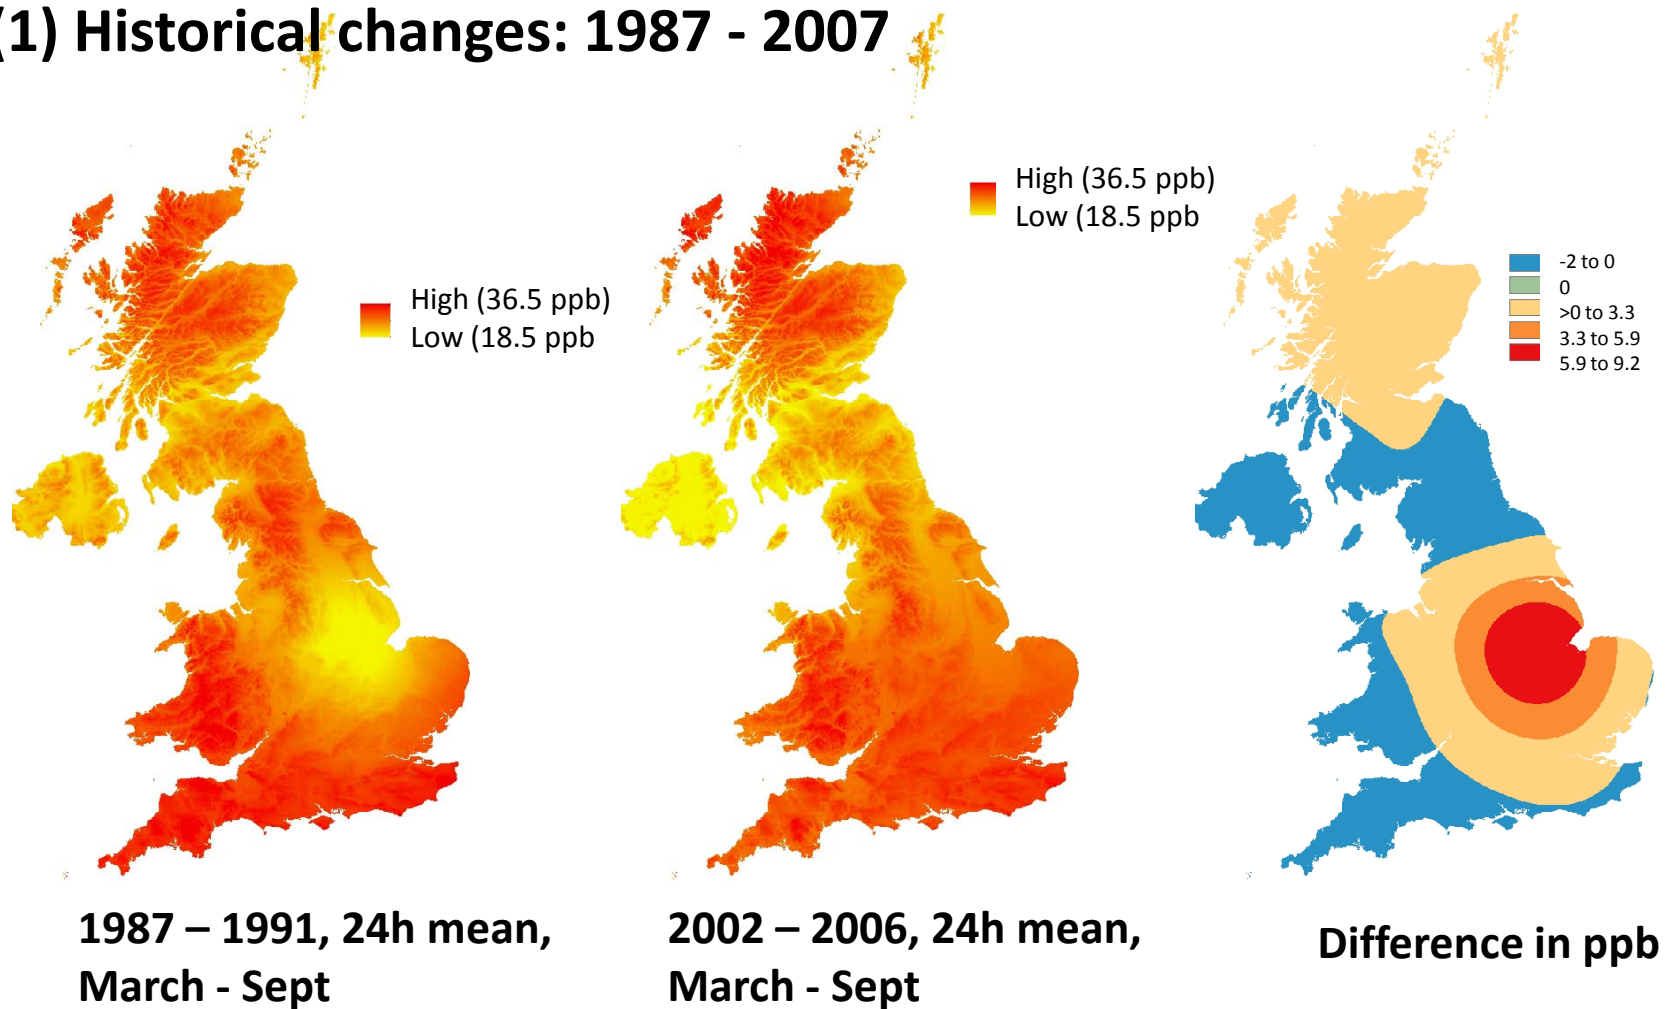 (1) Historical changes: 1987 - 2007
High (36.5 ppb)
Low (18.5 ppb
High (36.5 ppb)
Low (18.5 ppb
-2 to 0
0
>0 to 3.3
3.3 to 5.9
5.9 to 9.2
1987 – 1991, 24h mean,
March - Sept
2002 – 2006, 24h mean,
March - Sept
Difference in ppb